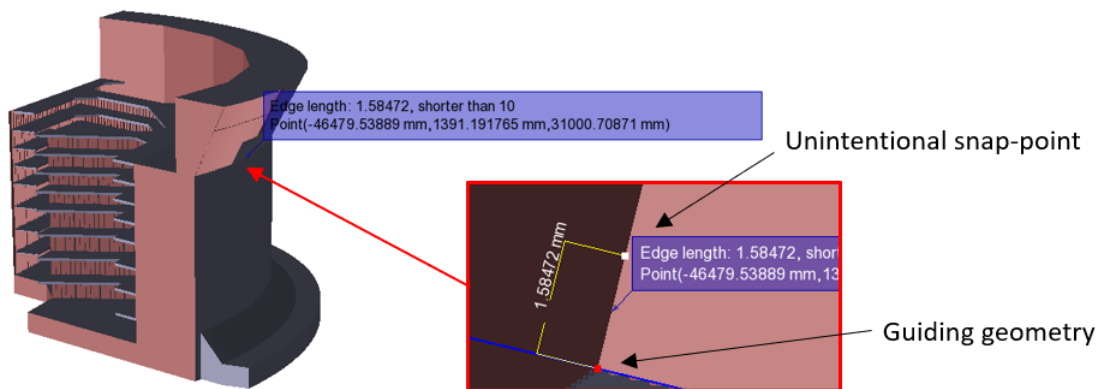 Edge length: 1.58472, shorter than 10
Point(-46479.53889 mm,1391.191765 mm,31000.70871 mm)
Unintentional snap-point
1.58472 mm
Edge length: 1.58472, shor
Point(-46479.53889 mm,13
Guiding geometry